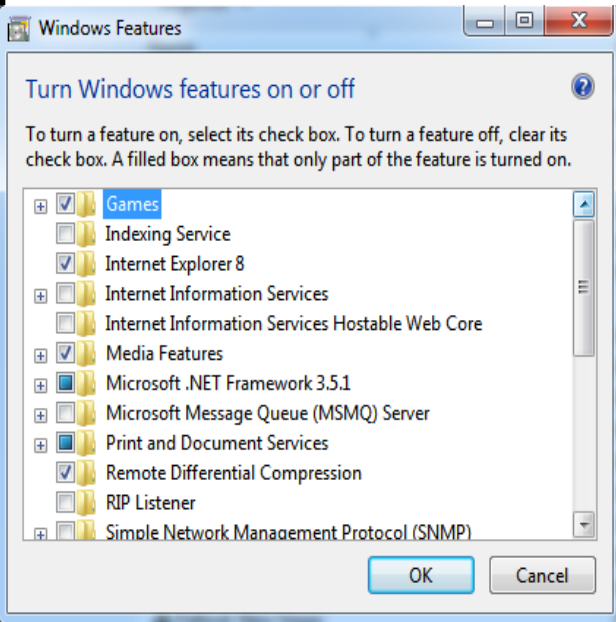 Windows Features
Turn Windows features on or off
To turn a feature on, select its check box. To turn a feature off, clear its
check box. A filled box means that only part of the feature is turned on.
Games
Indexing Service
Internet Explorer 8
Internet Information Services
Internet Information Services Hostable Web Core
Media Features
Microsoft .NET Framework 3.5.1
Microsoft Message Queue (MSMQ) Server
Print and Document Services
Remote Differential Compression
RIP Listener
Simple Network Management Protocol (SNMP)
OK Cancel